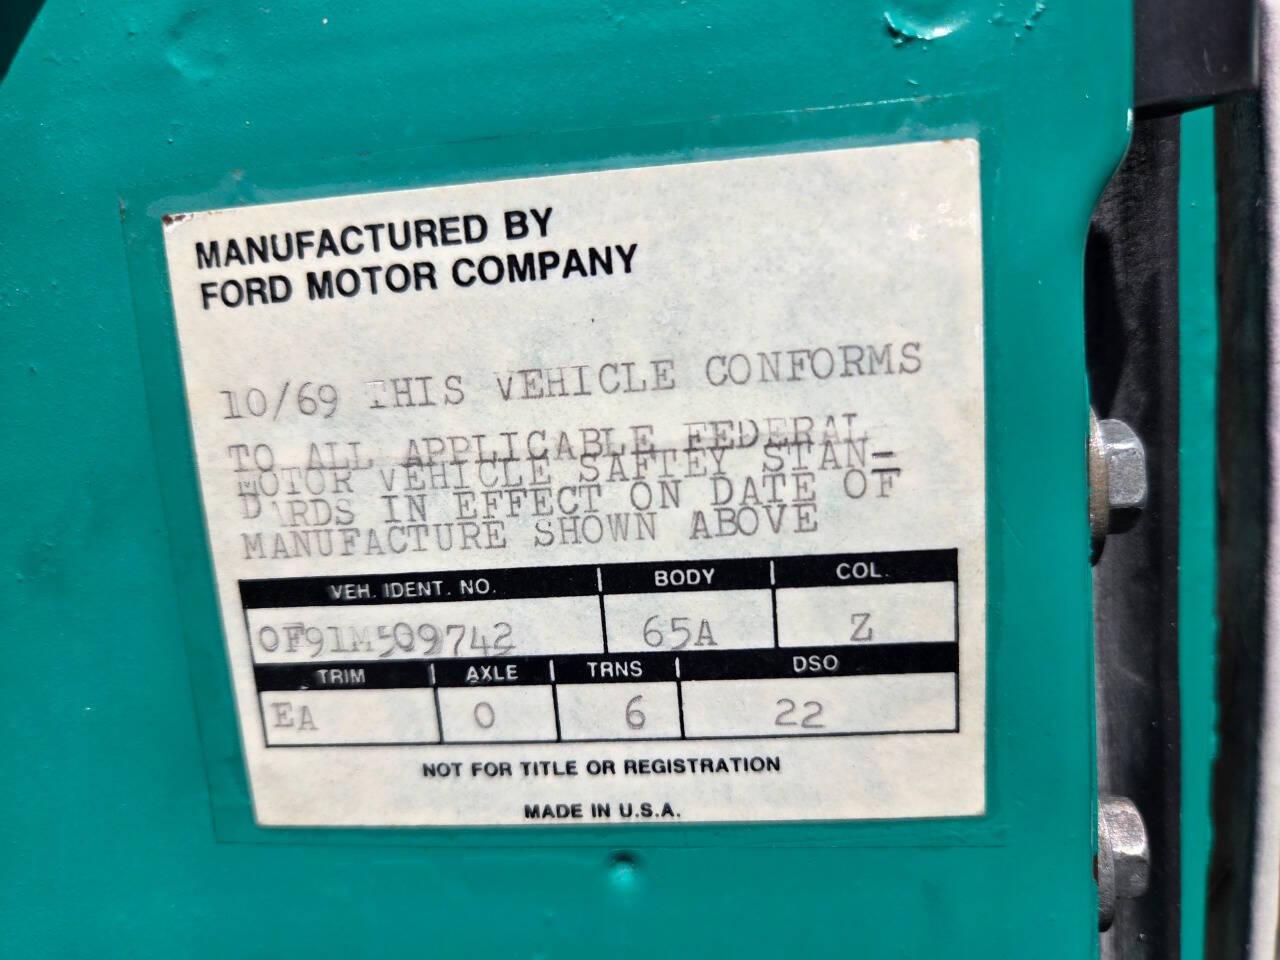 MANUFACTURED BY
FORD MOTOR COMPANY
10/69 THIS VEHICLE CONFORMS
TO ALL APPLICABLE FEDERAL
MOTOR VEHICLE SAFTEY STAN-
DARDS IN EFFECT ON DATE OF
MANUFACTURE SHOWN ABOVE
VEH. IDENT. NO. | BODY | COL.
0F91M509742 65A Z
TRIM | AXLE | TRNS | DSO
EA 0 6 22
NOT FOR TITLE OR REGISTRATION
MADE IN U.S.A.